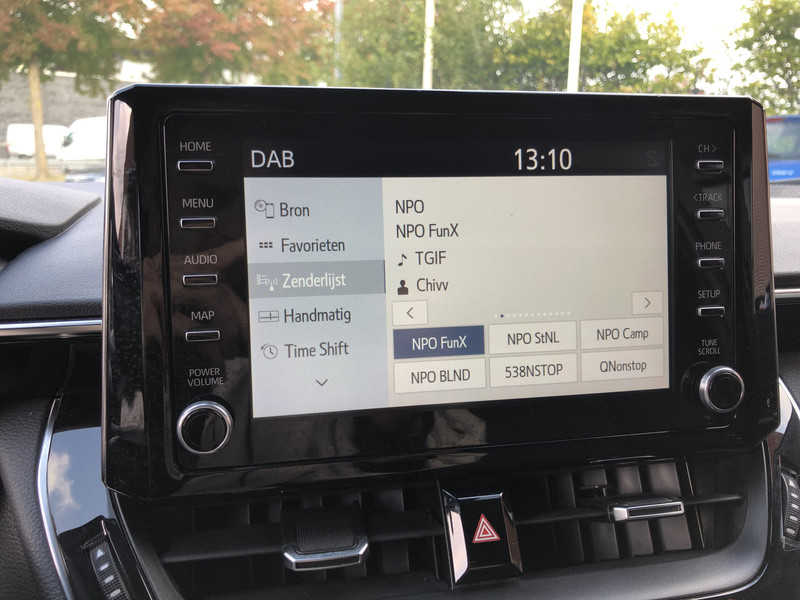 HOME
MENU
AUDIO
MAP
POWER
VOLUME
DAB
13:10
Bron
Favorieten
Zenderlijst
Handmatig
Time Shift
NPO
NPO FunX
TGIF
Chivv
NPO FunX
NPO StNL
NPO Camp
NPO BLND
538NSTOP
QNonstop
CH >
< TRACK
PHONE
SETUP
TUNE
SCROLL